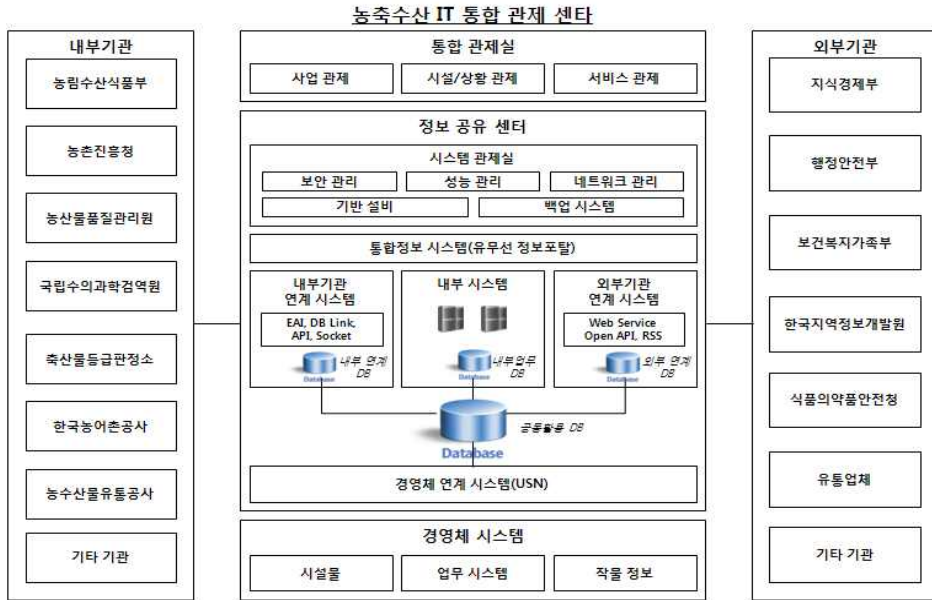 농축수산 IT 통합 관제 센타
내부기관
농림수산식품부
농촌진흥청
농산물품질관리원
국립수의과학검역원
축산물등급판정소
한국농어촌공사
농수산물유통공사
기타 기관
통합 관제실
사업 관제
시설/상황 관제
서비스 관제
정보 공유 센터
시스템 관제실
보안 관리
성능 관리
네트워크 관리
기반 설비
백업 시스템
통합정보 시스템(유무선 정보포탈)
내부기관
연계 시스템
EAI, DB Link,
API, Socket
내부 연계
DB
Database
내부 시스템
내부업무
DB
Database
외부기관
연계 시스템
Web Service
Open API, RSS
외부 연계
DB
Database
공동활용 DB
Database
경영체 연계 시스템(USN)
경영체 시스템
시설물
업무 시스템
작물 정보
외부기관
지식경제부
행정안전부
보건복지가족부
한국지역정보개발원
식품의약품안전청
유통업체
기타 기관